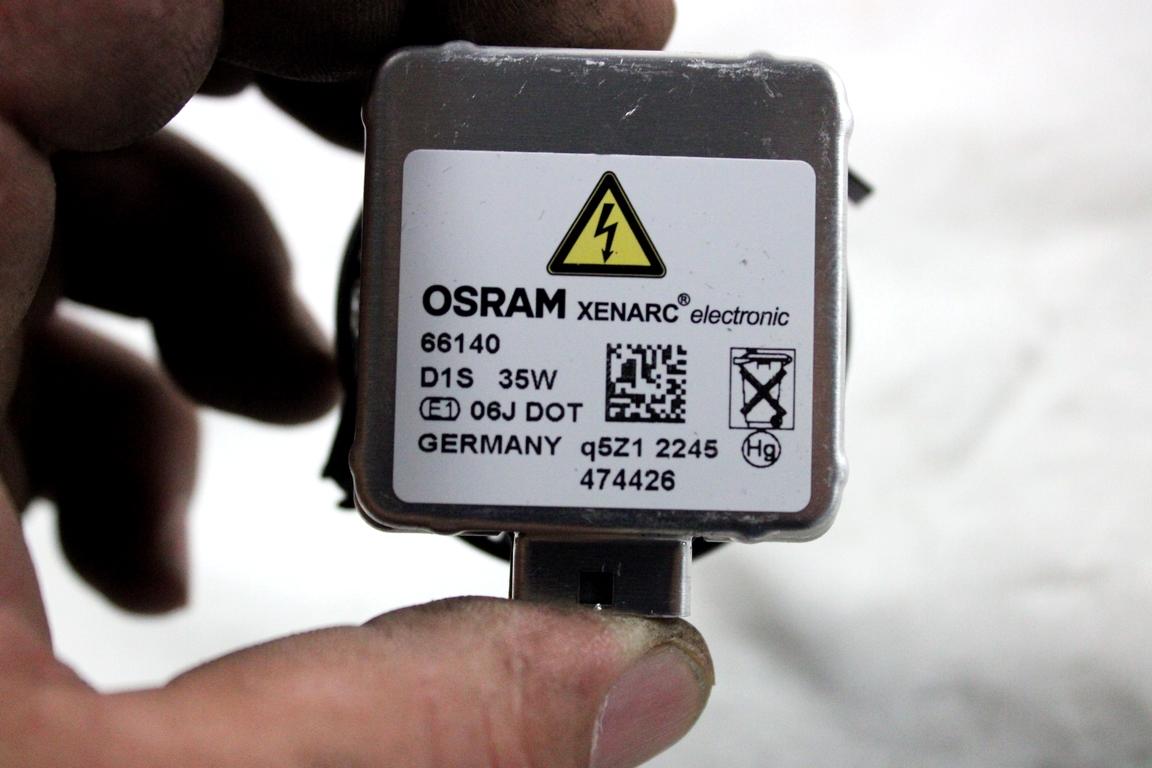 OSRAM XENARC® electronic
66140
D1S 35W
E1 06J DOT
GERMANY q5Z1 2245
474426
Hg